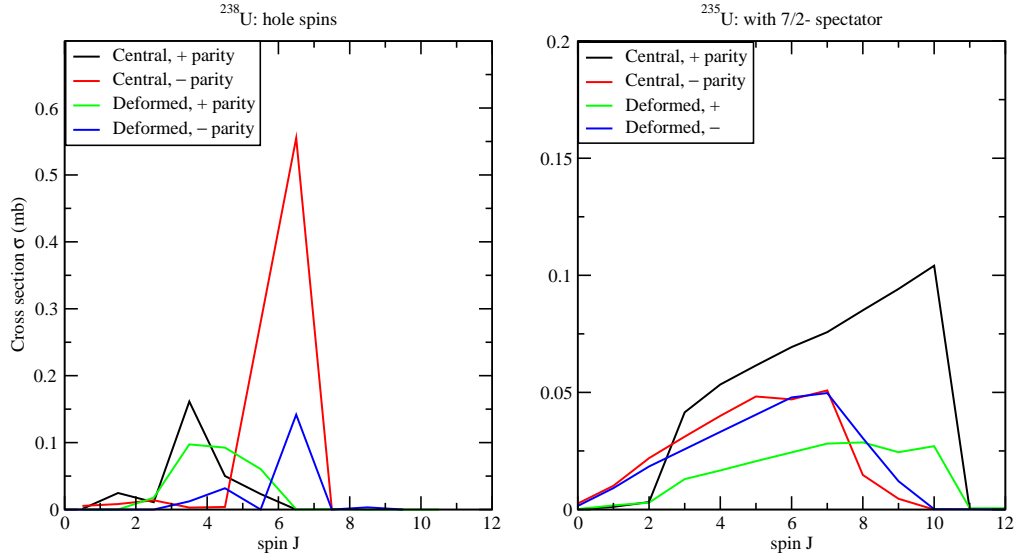 ²³⁸U: hole spins
Central, + parity
Central, − parity
Deformed, + parity
Deformed, − parity
Cross section σ (mb)
0.6
0.5
0.4
0.3
0.2
0.1
0
0 2 4 6 8 10 12
spin J
²³⁵U: with 7/2- spectator
Central, + parity
Central, − parity
Deformed, +
Deformed, −
0.2
0.15
0.1
0.05
0
0 2 4 6 8 10 12
spin J